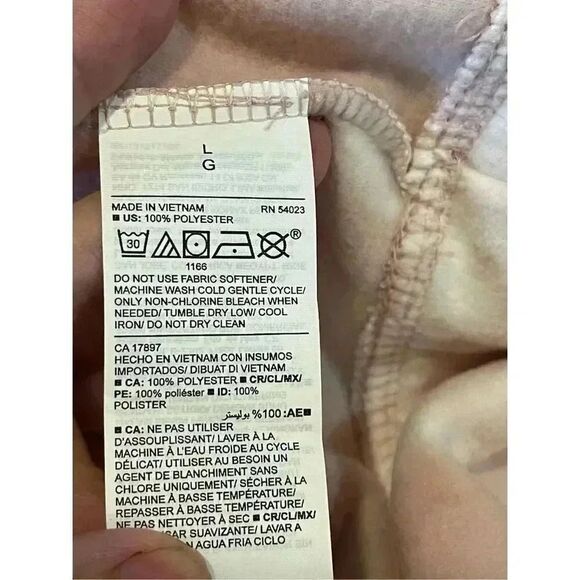 L
G
MADE IN VIETNAM RN 54023
■ US: 100% POLYESTER
30 ®
1166
DO NOT USE FABRIC SOFTENER/
MACHINE WASH COLD GENTLE CYCLE/
ONLY NON-CHLORINE BLEACH WHEN
NEEDED/ TUMBLE DRY LOW/ COOL
IRON/ DO NOT DRY CLEAN
CA 17897
HECHO EN VIETNAM CON INSUMOS
IMPORTADOS/ DIBUAT DI VIETNAM
■ CA: 100% POLYESTER ■ CR/CL/MX/
PE: 100% poliéster ■ ID: 100%
POLISTER
■AE: 100% بوليستر
■ CA: NE PAS UTILISER
D'ASSOUPLISSANT/ LAVER À LA
MACHINE À L'EAU FROIDE AU CYCLE
DÉLICAT/ UTILISER AU BESOIN UN
AGENT DE BLANCHIMENT SANS
CHLORE UNIQUEMENT/ SÉCHER À LA
MACHINE À BASSE TEMPÉRATURE/
REPASSER À BASSE TEMPÉRATURE/
NE PAS NETTOYER À SEC ■ CR/CL/MX/
SAR SUAVIZANTE/ LAVAR A
N AGUA FRIA CICLO